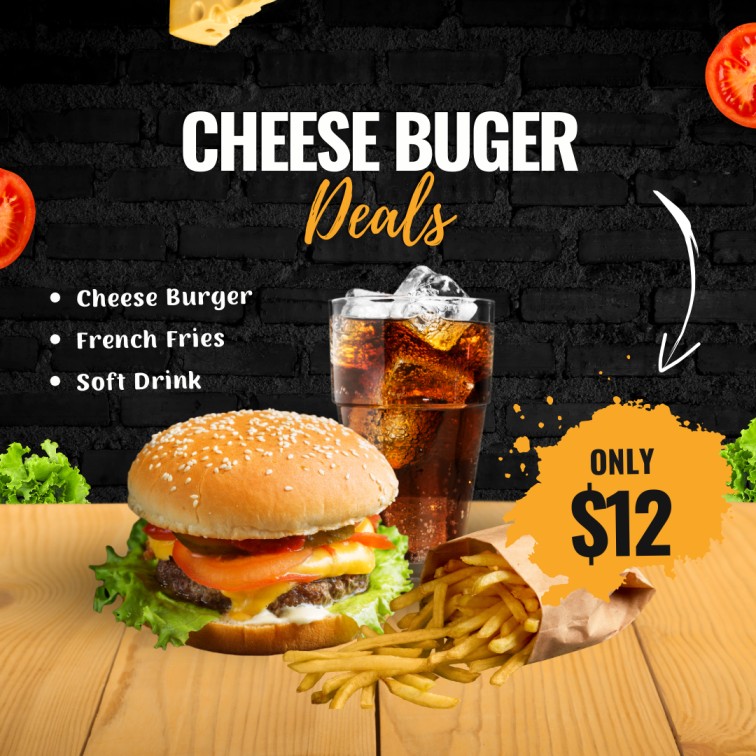 CHEESE BUGER
Deals
• Cheese Burger
• French Fries
• Soft Drink
ONLY
$12